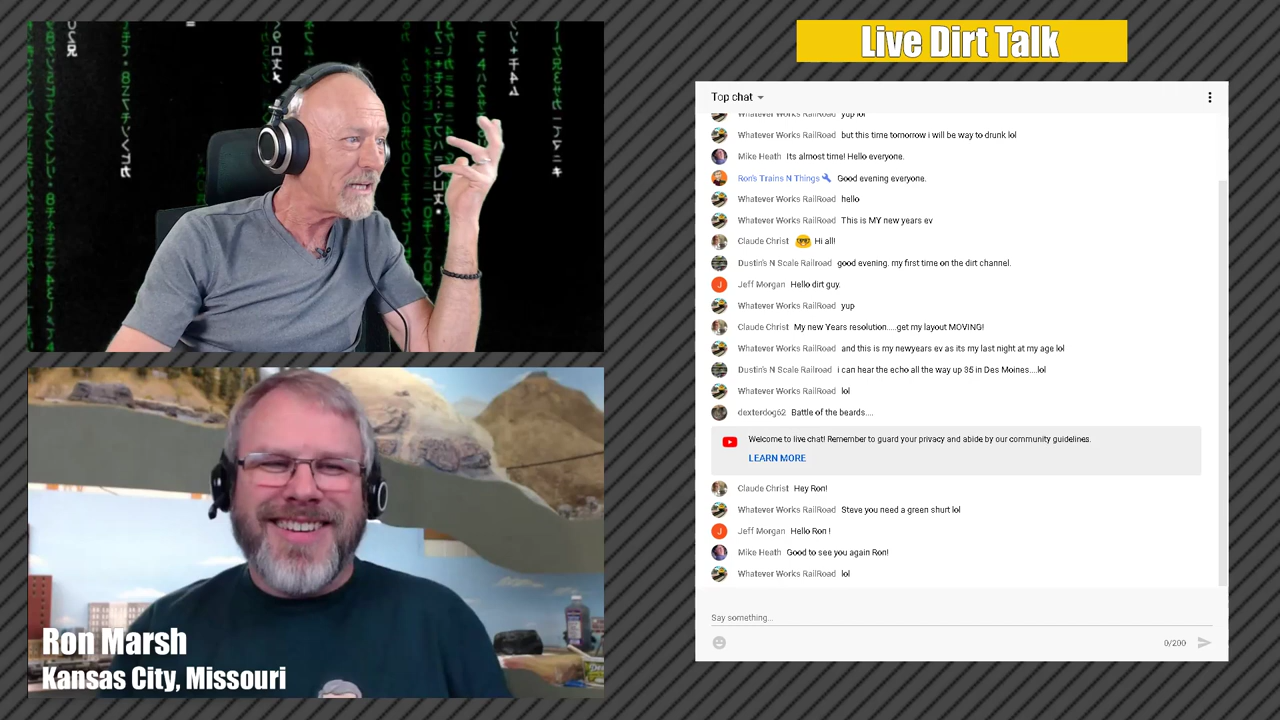 Live Dirt Talk
Top chat
Whatever Works RailRoad yup lol
Whatever Works RailRoad but this time tomorrow i will be way to drunk lol
Mike Heath Its almost time! Hello everyone.
Ron's Trains N Things Good evening everyone.
Whatever Works RailRoad hello
Whatever Works RailRoad This is MY new years ev
Claude Christ Hi all!
Dustin's N Scale Railroad good evening. my first time on the dirt channel.
J Jeff Morgan Hello dirt guy.
Whatever Works RailRoad yup
Claude Christ My new Years resolution.....get my layout MOVING!
Whatever Works RailRoad and this is my newyears ev as its my last night at my age lol
Dustin's N Scale Railroad i can hear the echo all the way up 35 in Des Moines....lol
Whatever Works RailRoad lol
dexterdog62 Battle of the beards....
Welcome to live chat! Remember to guard your privacy and abide by our community guidelines.
LEARN MORE
Claude Christ Hey Ron!
Whatever Works RailRoad Steve you need a green shurt lol
J Jeff Morgan Hello Ron !
Mike Heath Good to see you again Ron!
Whatever Works RailRoad lol
Say something...
0/200
Ron Marsh
Kansas City, Missouri